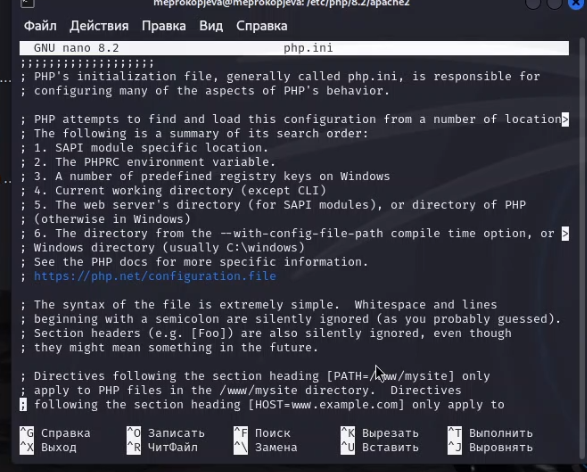 meprokopjeva@meprokopjeva: /etc/php/8.2/apache2
Файл Действия Правка Вид Справка
GNU nano 8.2 php.ini
;;;;;;;;;;;;;;;;;;;
; PHP's initialization file, generally called php.ini, is responsible for
; configuring many of the aspects of PHP's behavior.
; PHP attempts to find and load this configuration from a number of location>
; The following is a summary of its search order:
; 1. SAPI module specific location.
; 2. The PHPRC environment variable.
; 3. A number of predefined registry keys on Windows
; 4. Current working directory (except CLI)
; 5. The web server's directory (for SAPI modules), or directory of PHP
; (otherwise in Windows)
; 6. The directory from the --with-config-file-path compile time option, or >
; Windows directory (usually C:\windows)
; See the PHP docs for more specific information.
; https://php.net/configuration.file
; The syntax of the file is extremely simple. Whitespace and lines
; beginning with a semicolon are silently ignored (as you probably guessed).
; Section headers (e.g. [Foo]) are also silently ignored, even though
; they might mean something in the future.
; Directives following the section heading [PATH=/www/mysite] only
; apply to PHP files in the /www/mysite directory. Directives
; following the section heading [HOST=www.example.com] only apply to
^G Справка ^O Записать ^F Поиск ^K Вырезать ^T Выполнить
^X Выход ^R ЧитФайл ^\ Замена ^U Вставить ^J Выровнять